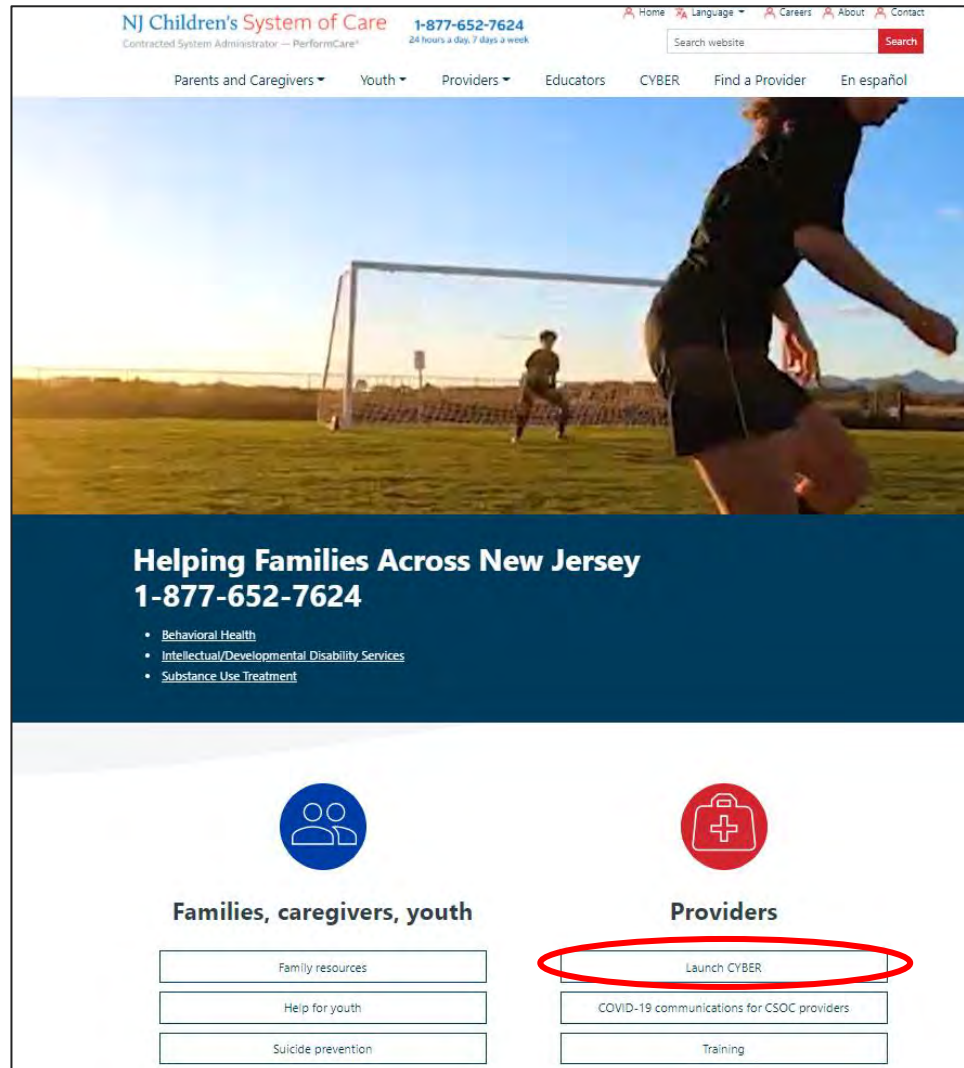 NJ Children's System of Care
Contracted System Administrator — PerformCare®
1-877-652-7624
24 hours a day, 7 days a week
Home Language Careers About Contact
Search website Search
Parents and Caregivers Youth Providers Educators CYBER Find a Provider En español
Helping Families Across New Jersey
1-877-652-7624
• Behavioral Health
• Intellectual/Developmental Disability Services
• Substance Use Treatment
Families, caregivers, youth
Family resources
Help for youth
Suicide prevention
Providers
Launch CYBER
COVID-19 communications for CSOC providers
Training